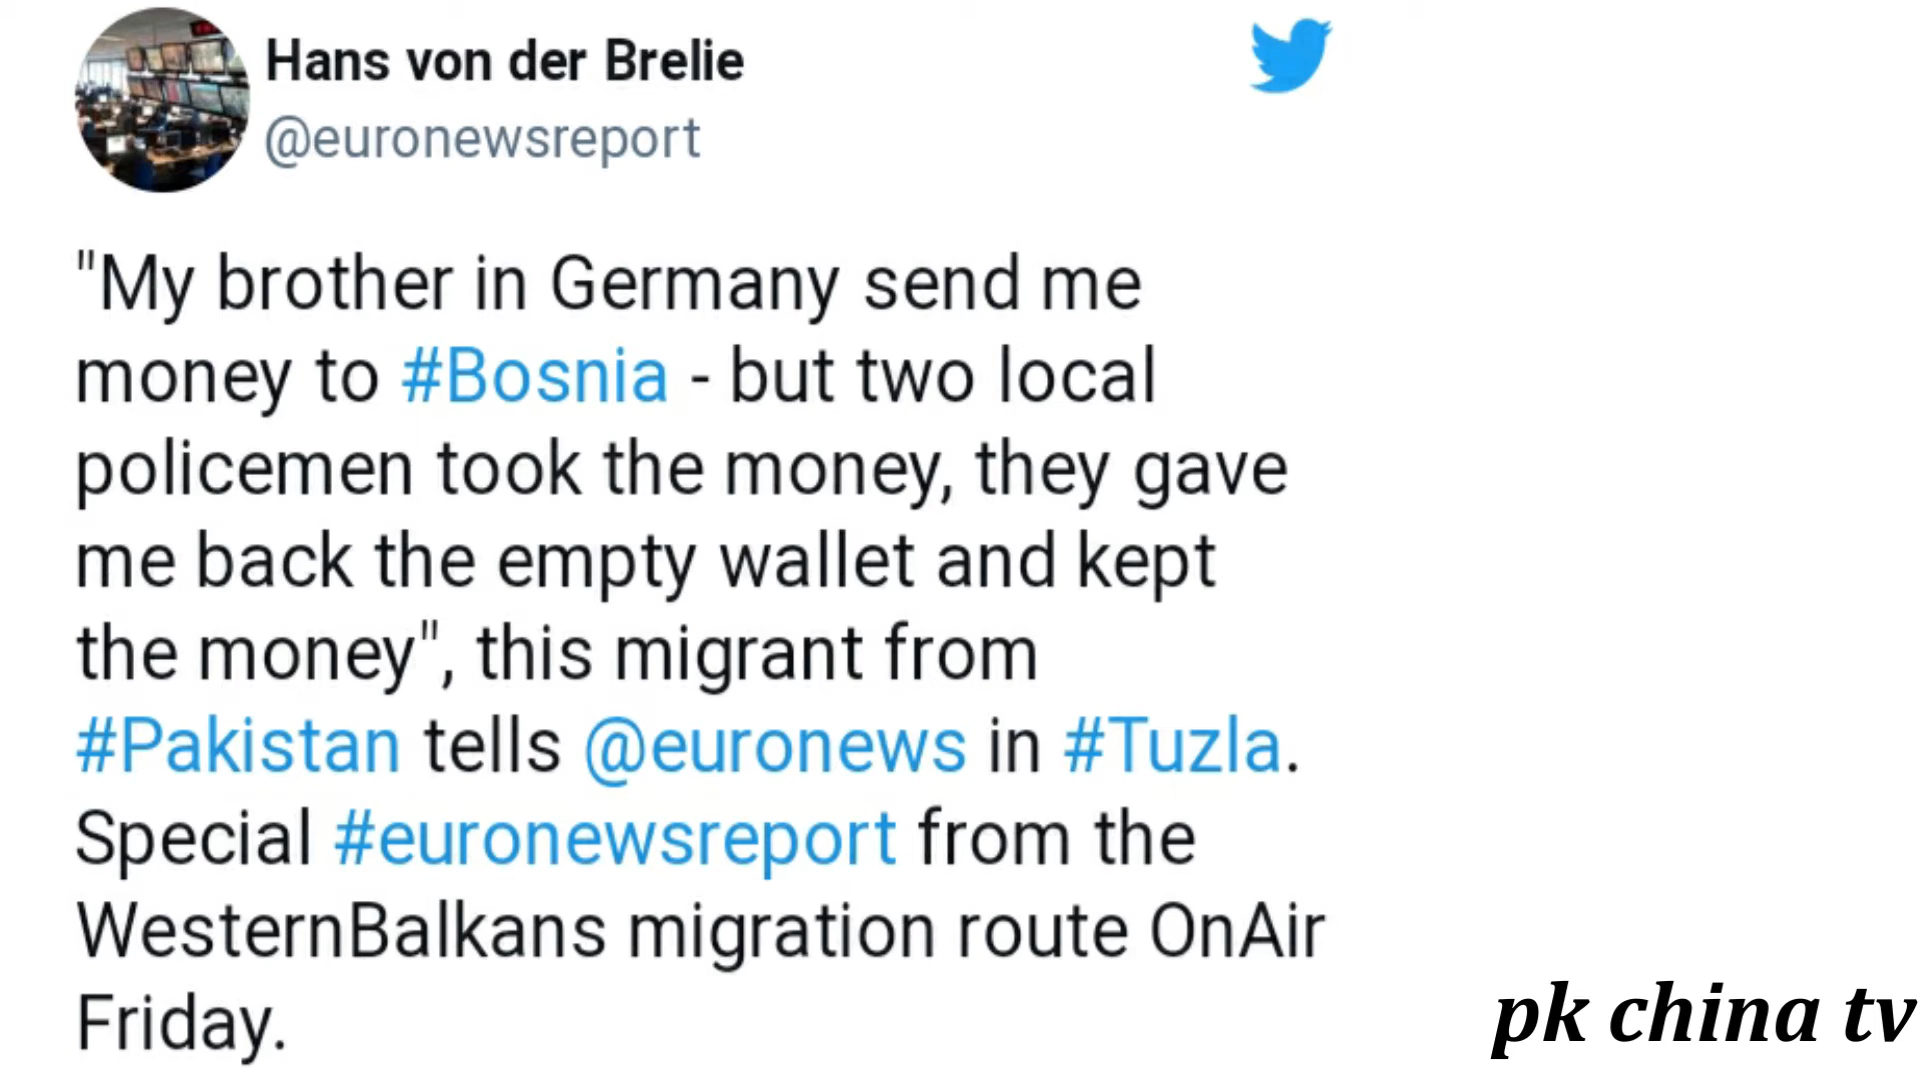 Hans von der Brelie
@euronewsreport
"My brother in Germany send me
money to #Bosnia - but two local
policemen took the money, they gave
me back the empty wallet and kept
the money", this migrant from
#Pakistan tells @euronews in #Tuzla.
Special #euronewsreport from the
WesternBalkans migration route OnAir
Friday.
pk china tv